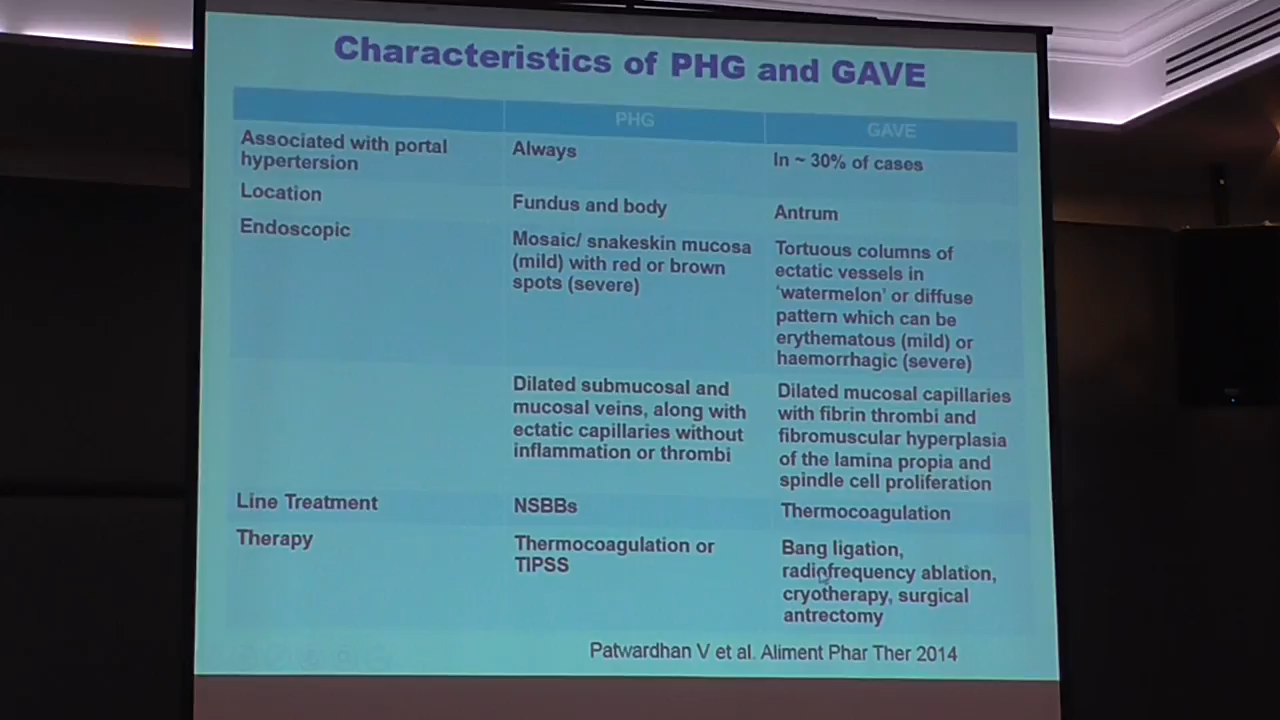 Characteristics of PHG and GAVE
PHG
GAVE
Associated with portal
hypertersion
Always
In ~ 30% of cases
Location
Fundus and body
Antrum
Endoscopic
Mosaic/ snakeskin mucosa
(mild) with red or brown
spots (severe)
Tortuous columns of
ectatic vessels in
‘watermelon’ or diffuse
pattern which can be
erythematous (mild) or
haemorrhagic (severe)
Dilated submucosal and
mucosal veins, along with
ectatic capillaries without
inflammation or thrombi
Dilated mucosal capillaries
with fibrin thrombi and
fibromuscular hyperplasia
of the lamina propia and
spindle cell proliferation
Line Treatment
NSBBs
Thermocoagulation
Therapy
Thermocoagulation or
TIPSS
Bang ligation,
radiofrequency ablation,
cryotherapy, surgical
antrectomy
Patwardhan V et al. Aliment Phar Ther 2014